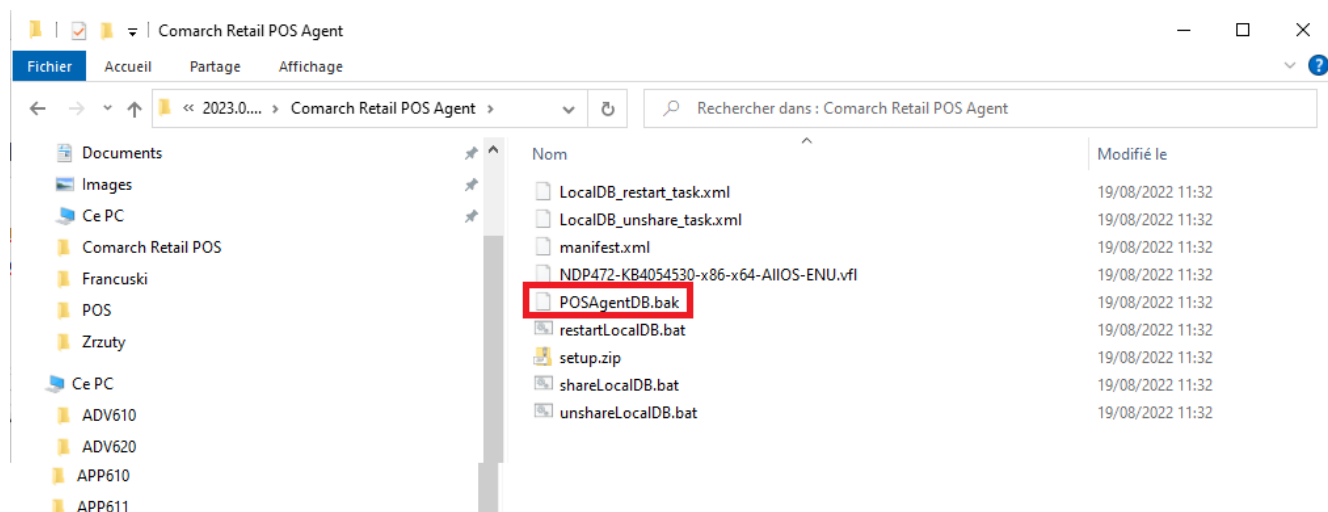 Comarch Retail POS Agent
Fichier Accueil Partage Affichage
« 2023.0.... > Comarch Retail POS Agent > Rechercher dans : Comarch Retail POS Agent
Documents
Images
Ce PC
Comarch Retail POS
Francuski
POS
Zrzuty
Ce PC
ADV610
ADV620
APP610
APP611
Nom Modifié le
LocalDB_restart_task.xml 19/08/2022 11:32
LocalDB_unshare_task.xml 19/08/2022 11:32
manifest.xml 19/08/2022 11:32
NDP472-KB4054530-x86-x64-AllOS-ENU.vfl 19/08/2022 11:32
POSAgentDB.bak 19/08/2022 11:32
restartLocalDB.bat 19/08/2022 11:32
setup.zip 19/08/2022 11:32
shareLocalDB.bat 19/08/2022 11:32
unshareLocalDB.bat 19/08/2022 11:32